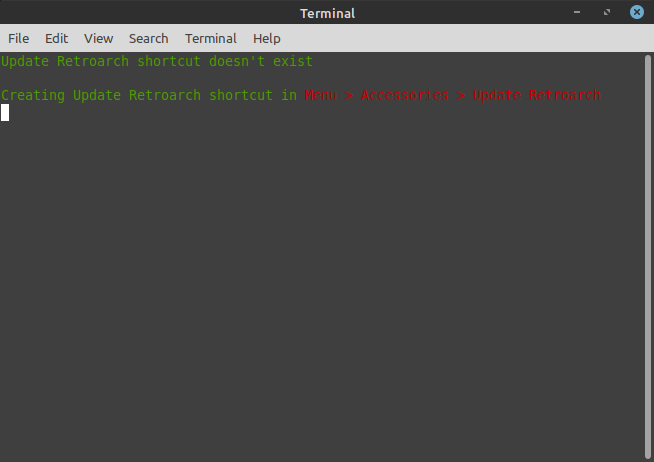 Terminal
File Edit View Search Terminal Help
Update Retroarch shortcut doesn't exist
Creating Update Retroarch shortcut in Menu > Accessories > Update Retroarch